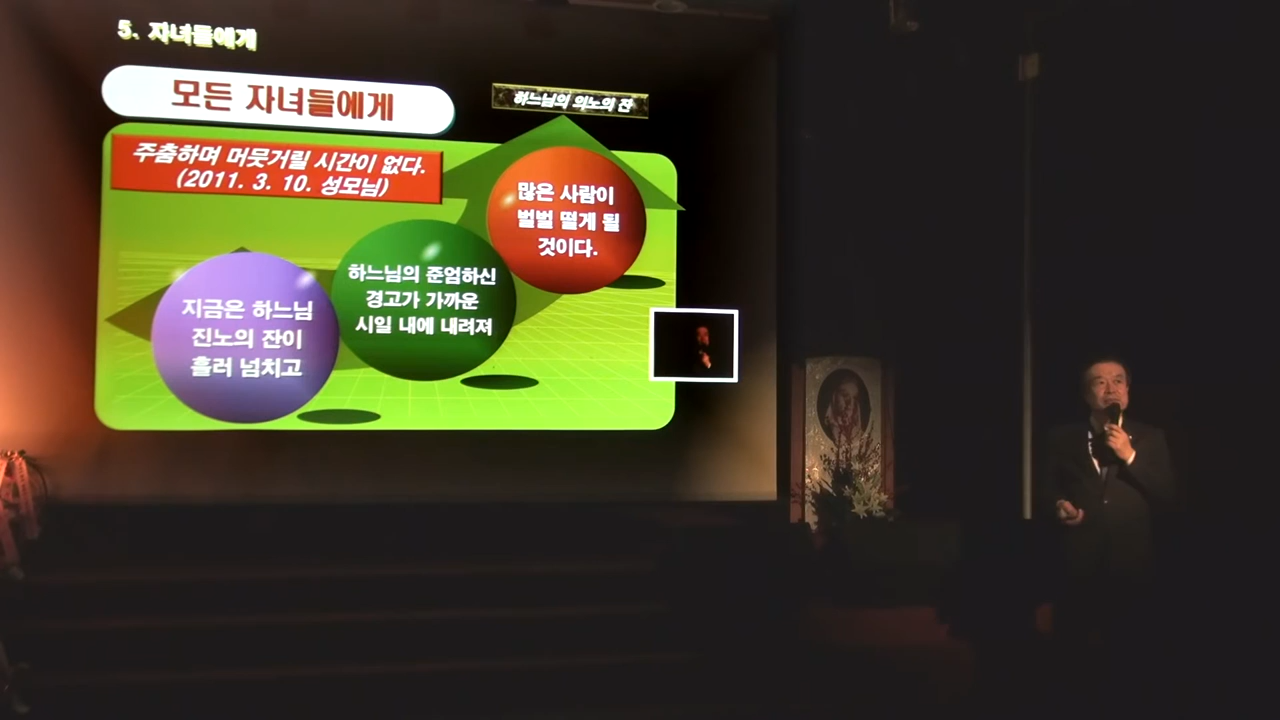 5. 자녀들에게
모든 자녀들에게
하느님의 의노의 잔
주춤하며 머뭇거릴 시간이 없다.
(2011. 3. 10. 성모님)
많은 사람이
벌벌 떨게 될
것이다.
하느님의 준엄하신
경고가 가까운
시일 내에 내려져
지금은 하느님
진노의 잔이
흘러 넘치고